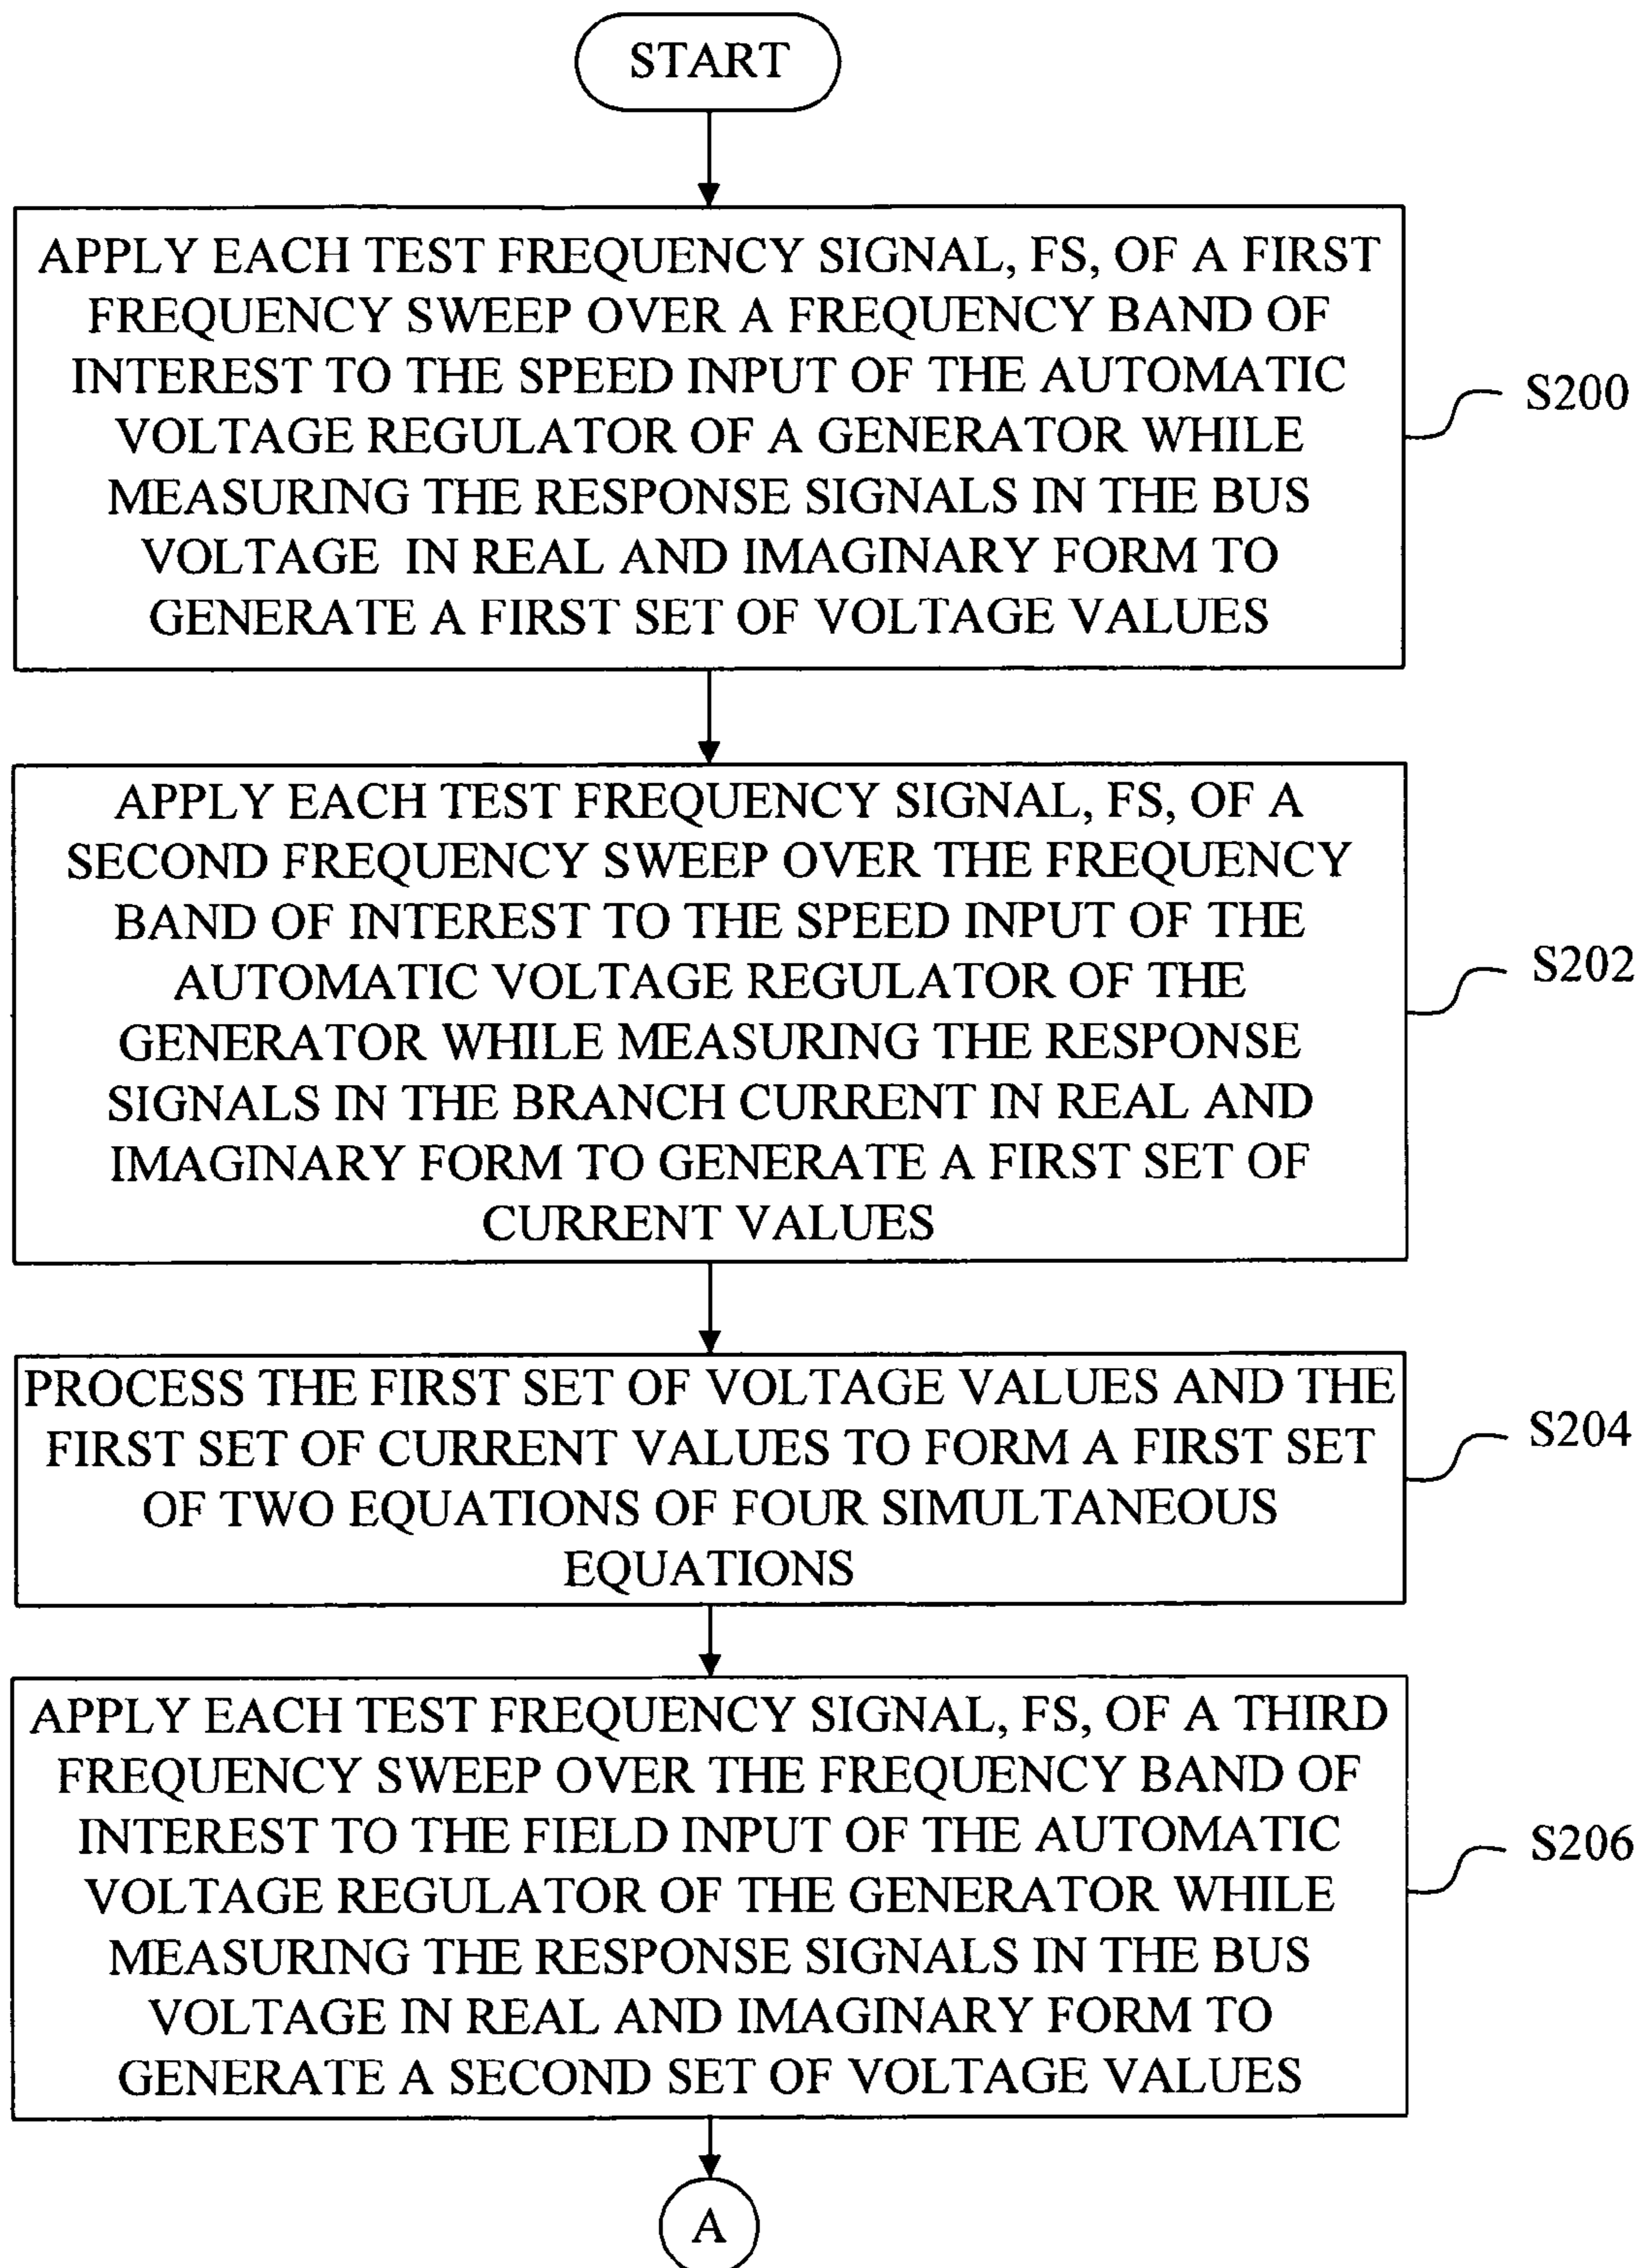 START
APPLY EACH TEST FREQUENCY SIGNAL, FS, OF A FIRST
FREQUENCY SWEEP OVER A FREQUENCY BAND OF
INTEREST TO THE SPEED INPUT OF THE AUTOMATIC
VOLTAGE REGULATOR OF A GENERATOR WHILE
MEASURING THE RESPONSE SIGNALS IN THE BUS
VOLTAGE IN REAL AND IMAGINARY FORM TO
GENERATE A FIRST SET OF VOLTAGE VALUES
S200
APPLY EACH TEST FREQUENCY SIGNAL, FS, OF A
SECOND FREQUENCY SWEEP OVER THE FREQUENCY
BAND OF INTEREST TO THE SPEED INPUT OF THE
AUTOMATIC VOLTAGE REGULATOR OF THE
GENERATOR WHILE MEASURING THE RESPONSE
SIGNALS IN THE BRANCH CURRENT IN REAL AND
IMAGINARY FORM TO GENERATE A FIRST SET OF
CURRENT VALUES
S202
PROCESS THE FIRST SET OF VOLTAGE VALUES AND THE
FIRST SET OF CURRENT VALUES TO FORM A FIRST SET
OF TWO EQUATIONS OF FOUR SIMULTANEOUS
EQUATIONS
S204
APPLY EACH TEST FREQUENCY SIGNAL, FS, OF A THIRD
FREQUENCY SWEEP OVER THE FREQUENCY BAND OF
INTEREST TO THE FIELD INPUT OF THE AUTOMATIC
VOLTAGE REGULATOR OF THE GENERATOR WHILE
MEASURING THE RESPONSE SIGNALS IN THE BUS
VOLTAGE IN REAL AND IMAGINARY FORM TO
GENERATE A SECOND SET OF VOLTAGE VALUES
S206
A